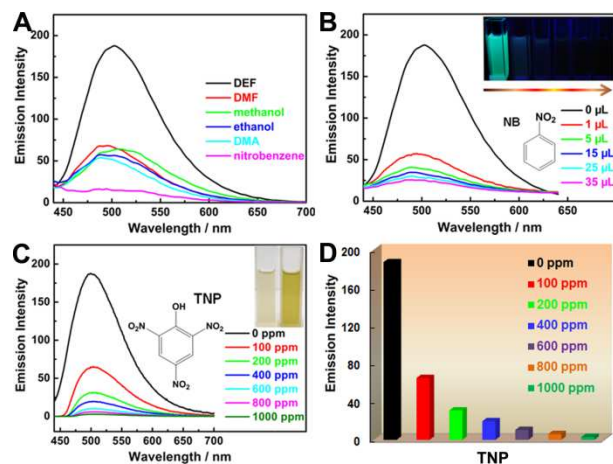 A
Emission Intensity
200
150
100
50
0
450
500
550
600
650
700
Wavelength / nm
DEF
DMF
methanol
ethanol
DMA
nitrobenzene
B
Emission Intensity
200
150
100
50
0
400
450
500
550
600
650
Wavelength / nm
NB
NO₂
0 µL
1 µL
5 µL
15 µL
25 µL
35 µL
C
Emission Intensity
200
150
100
50
0
450
500
550
600
650
700
Wavelength / nm
TNP
OH
O₂N
NO₂
NO₂
0 ppm
100 ppm
200 ppm
400 ppm
600 ppm
800 ppm
1000 ppm
D
Emission Intensity
200
160
120
80
40
0
TNP
0 ppm
100 ppm
200 ppm
400 ppm
600 ppm
800 ppm
1000 ppm